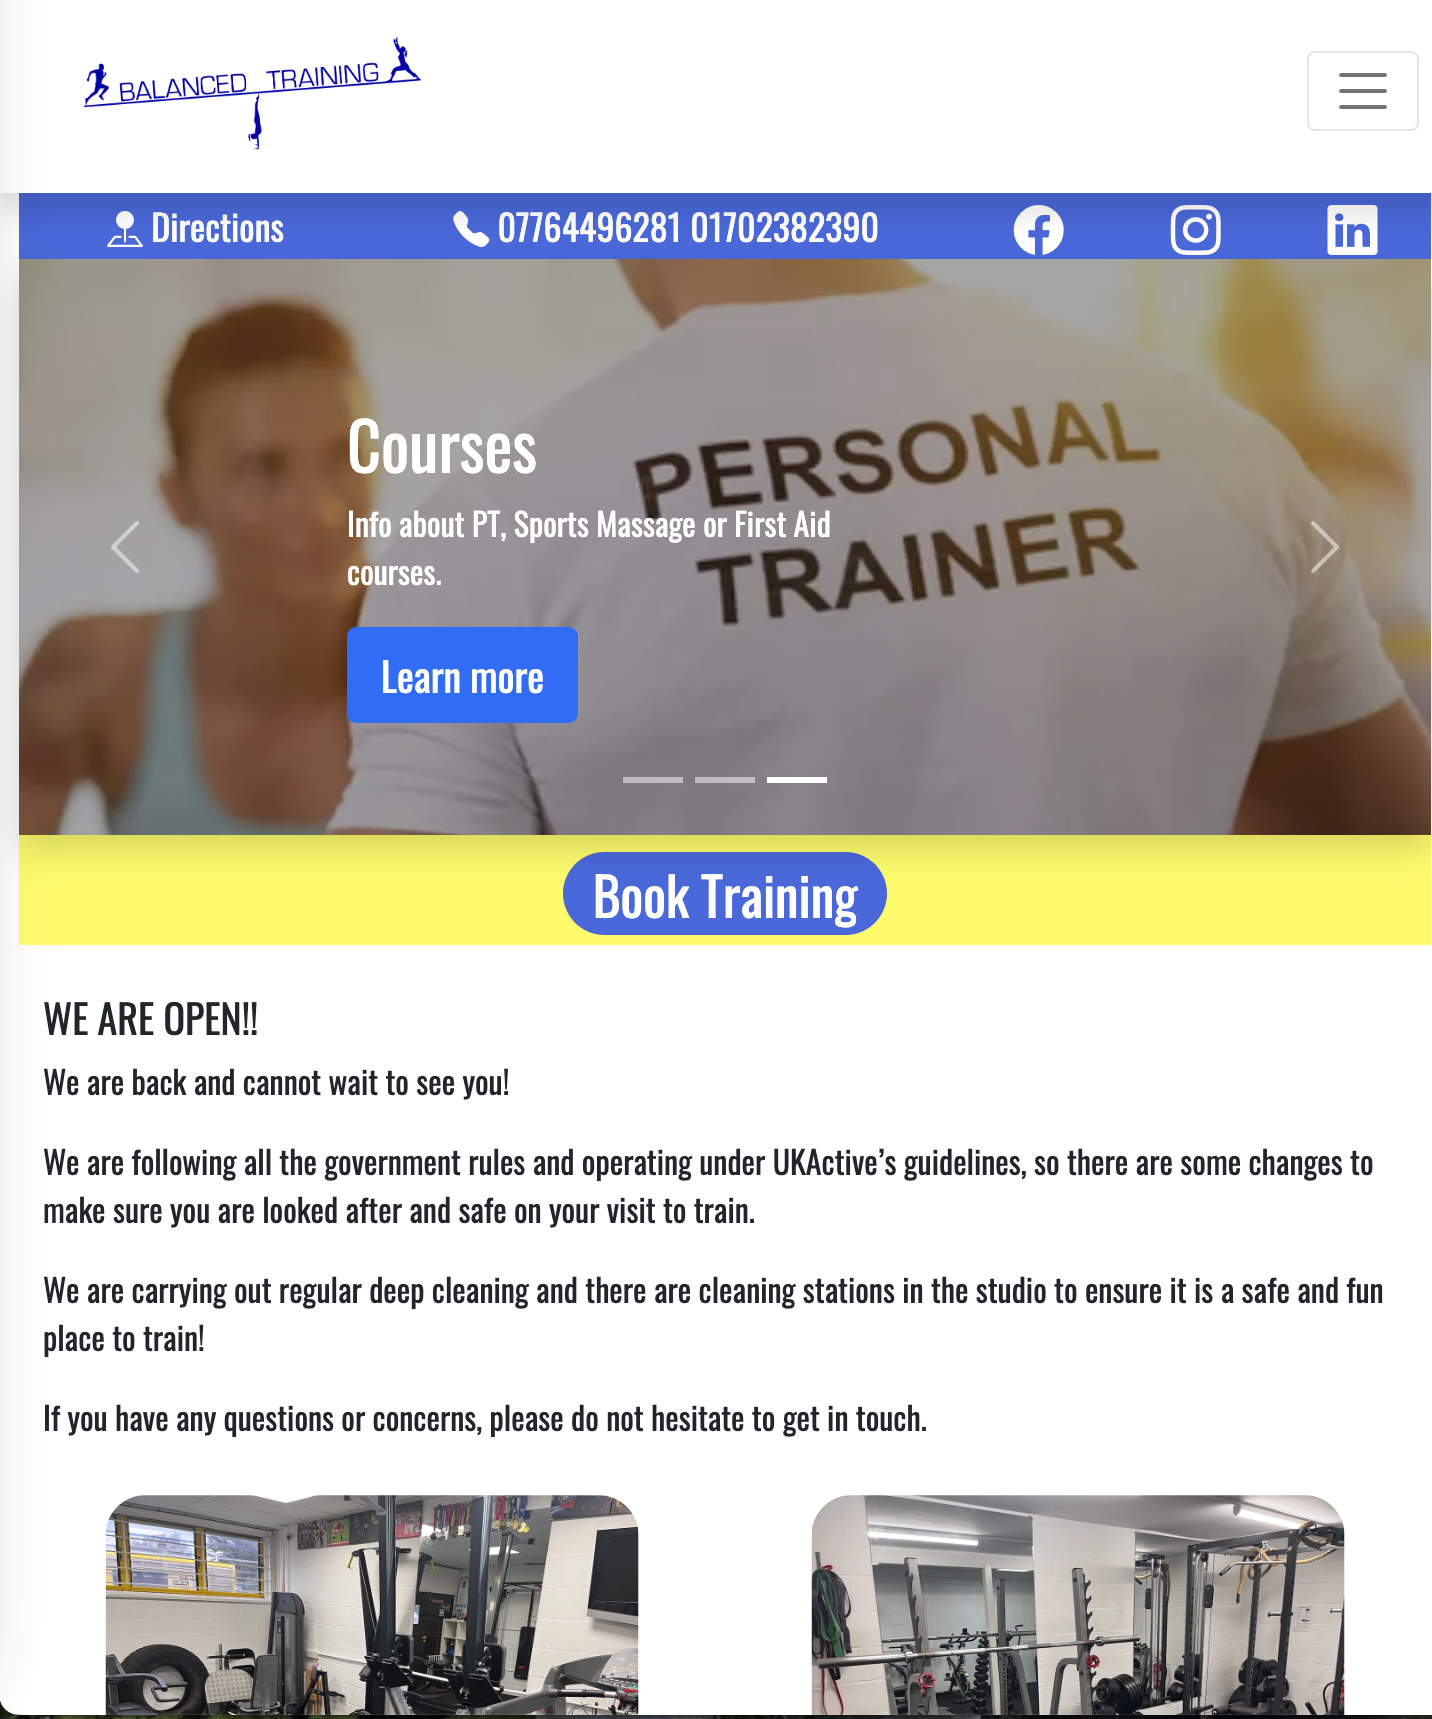 BALANCED TRAINING
Directions
07764496281 01702382390
Courses
Info about PT, Sports Massage or First Aid
courses.
PERSONAL
TRAINER
Learn more
Book Training
WE ARE OPEN!!
We are back and cannot wait to see you!
We are following all the government rules and operating under UKActive’s guidelines, so there are some changes to
make sure you are looked after and safe on your visit to train.
We are carrying out regular deep cleaning and there are cleaning stations in the studio to ensure it is a safe and fun
place to train!
If you have any questions or concerns, please do not hesitate to get in touch.